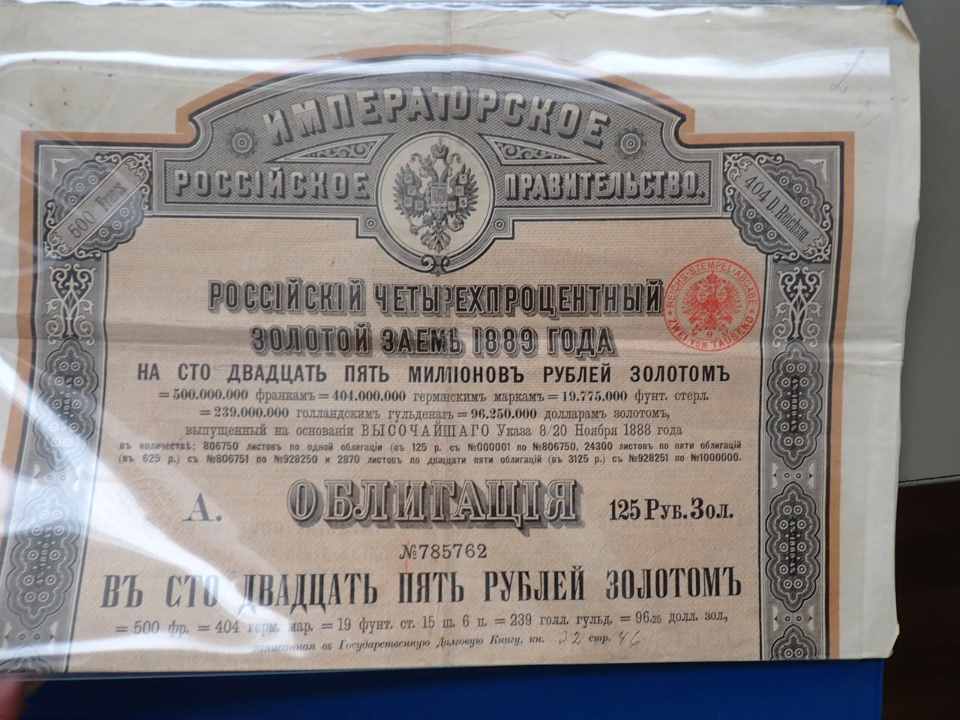 ИМПЕРАТОРСКОЕ
РОССІЙСКОЕ ПРАВИТЕЛЬСТВО.
500 Francs
404 D. Reichsm.
РОССІЙСКІЙ ЧЕТЫРЕХПРОЦЕНТНЫЙ
ЗОЛОТОЙ ЗАЕМЪ 1889 ГОДА
НА СТО ДВАДЦАТЬ ПЯТЬ МИЛЛІОНОВЪ РУБЛЕЙ ЗОЛОТОМЪ
=500.000.000 франкамъ=404.000.000 германскимъ маркамъ=19.775.000 фунт. стерл.
=239.000.000 голландскимъ гульденамъ=96.250.000 долларамъ золотомъ,
выпущенный на основаніи ВЫСОЧАЙШАГО Указа 8/20 Ноября 1888 года
въ количествѣ: 806750 листовъ по одной облигаціи (въ 125 р. съ №000001 по №806750, 24300 листовъ по пяти облигацій
(въ 625 р.) съ №806751 по №928250 и 2870 листовъ по двадцати пяти облигацій (въ 3125 р.) съ №928251 по №1000000.
А. ОБЛИГАЦІЯ 125 Руб. Зол.
№785762
ВЪ СТО ДВАДЦАТЬ ПЯТЬ РУБЛЕЙ ЗОЛОТОМЪ
= 500 фр. = 404 герм. мар. = 19 фунт. ст. 15 ш. 6 п. = 239 голл. гульд. = 96.25 долл. зол.,
записанная въ Государственную Долговую Книгу, кн. 22 стр. 46